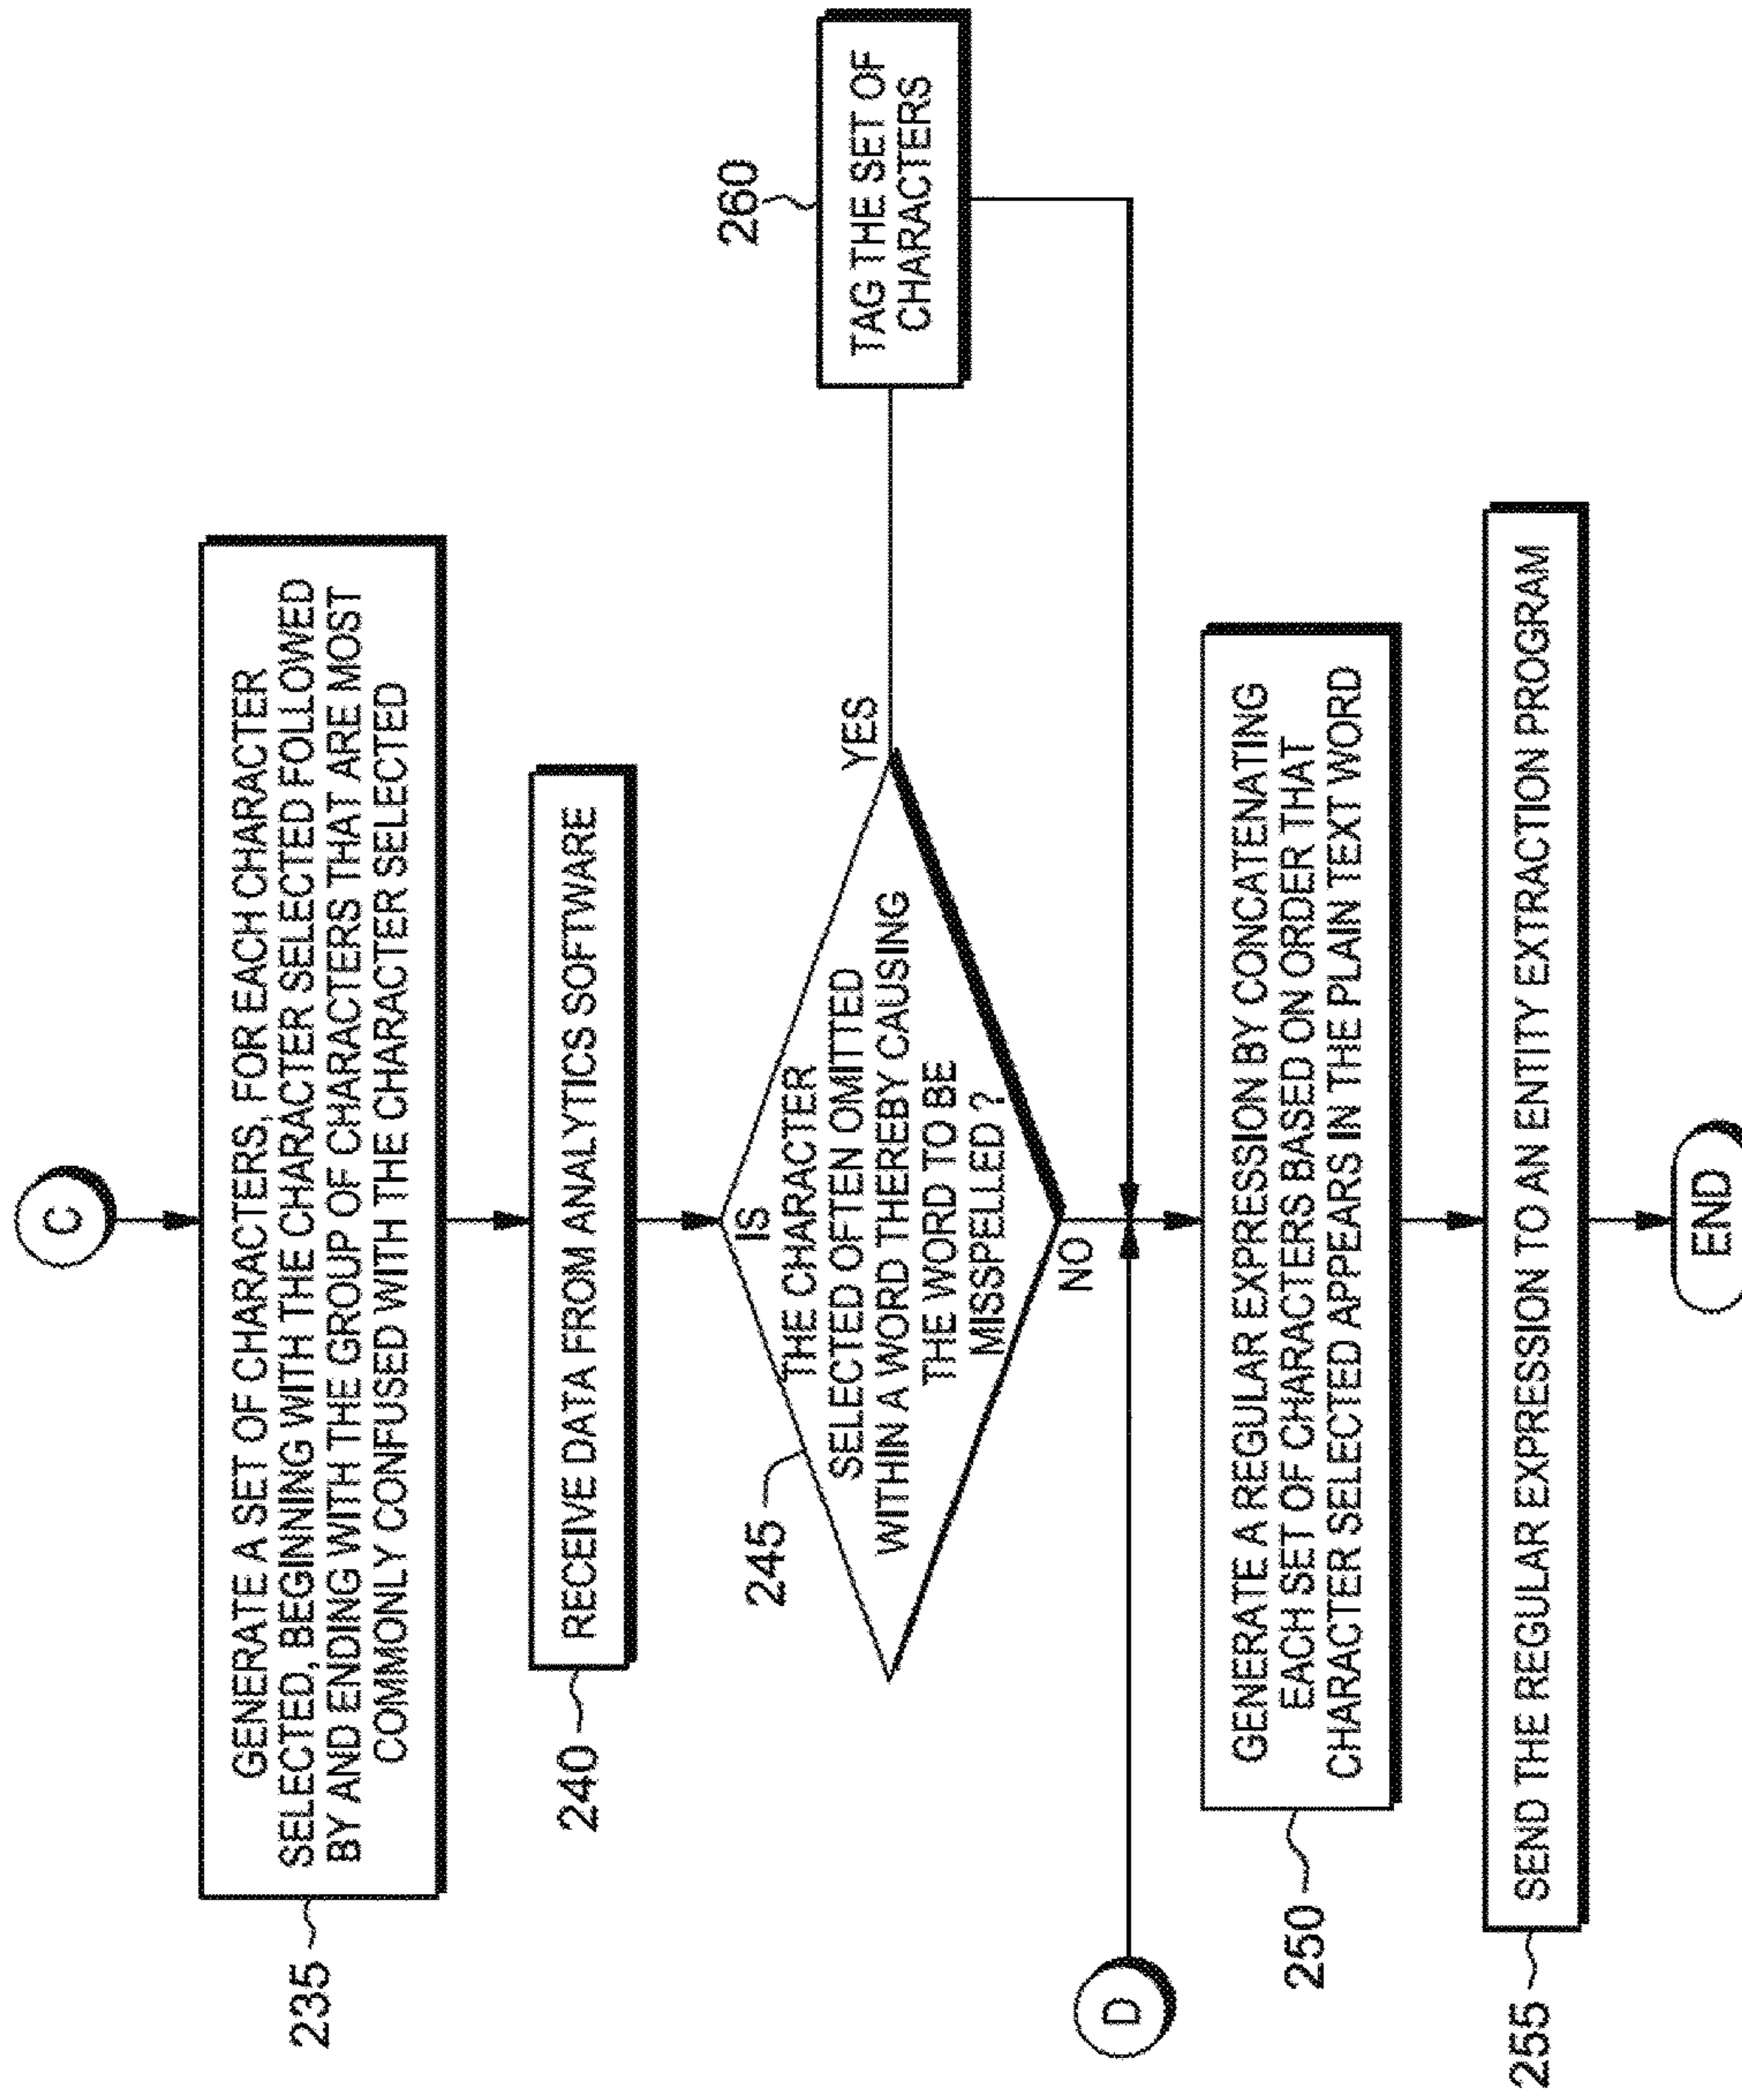 C
235
GENERATE A SET OF CHARACTERS, FOR EACH CHARACTER
SELECTED, BEGINNING WITH THE CHARACTER SELECTED FOLLOWED
BY AND ENDING WITH THE GROUP OF CHARACTERS THAT ARE MOST
COMMONLY CONFUSED WITH THE CHARACTER SELECTED
240
RECEIVE DATA FROM ANALYTICS SOFTWARE
245
IS
THE CHARACTER
SELECTED OFTEN OMITTED
WITHIN A WORD THEREBY CAUSING
THE WORD TO BE
MISSPELLED ?
YES
NO
260
TAG THE SET OF
CHARACTERS
D
250
GENERATE A REGULAR EXPRESSION BY CONCATENATING
EACH SET OF CHARACTERS BASED ON ORDER THAT
CHARACTER SELECTED APPEARS IN THE PLAIN TEXT WORD
255
SEND THE REGULAR EXPRESSION TO AN ENTITY EXTRACTION PROGRAM
END